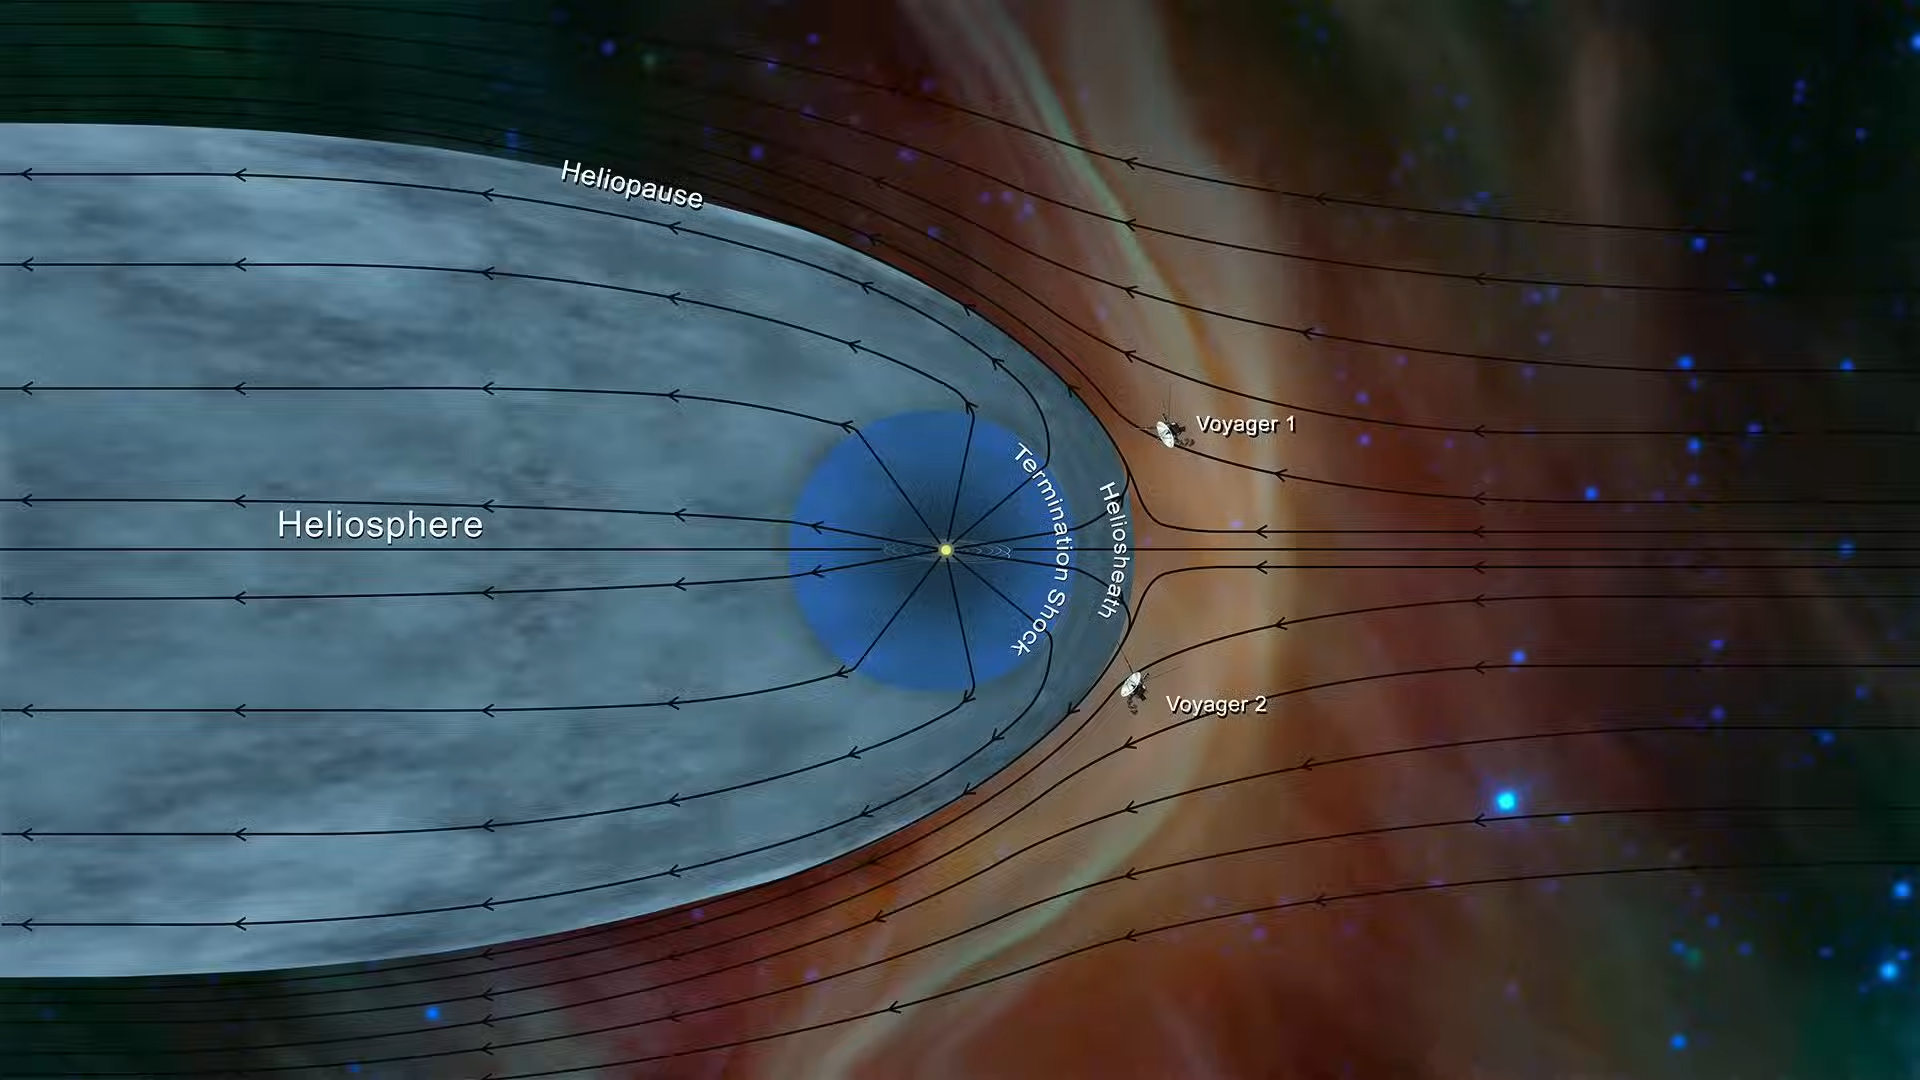 Heliopause
Voyager 1
Termination Shock
Heliosheath
Heliosphere
Voyager 2